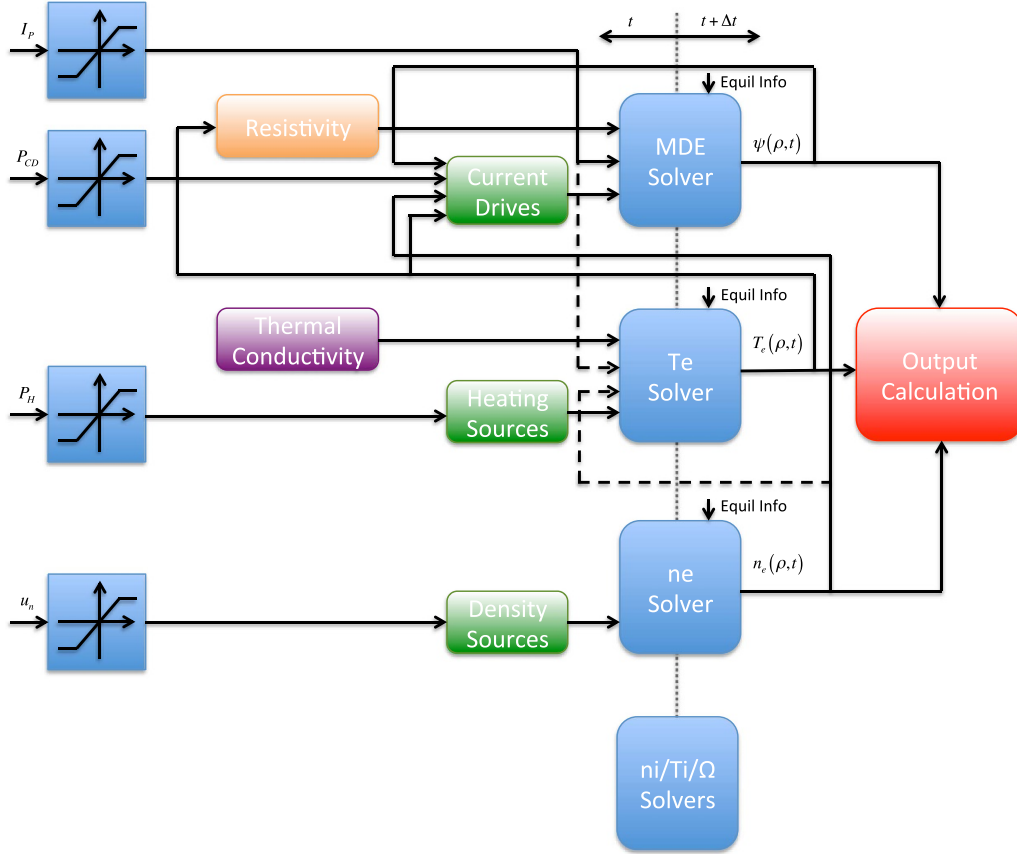 I_P
t
t + Δt
Equil Info
Resistivity
P_CD
MDE
Solver
ψ(ρ,t)
Current
Drives
Equil Info
Thermal
Conductivity
Te
Solver
T_e(ρ,t)
Output
Calculation
P_H
Heating
Sources
Equil Info
ne
Solver
n_e(ρ,t)
u_n
Density
Sources
ni/Ti/Ω
Solvers